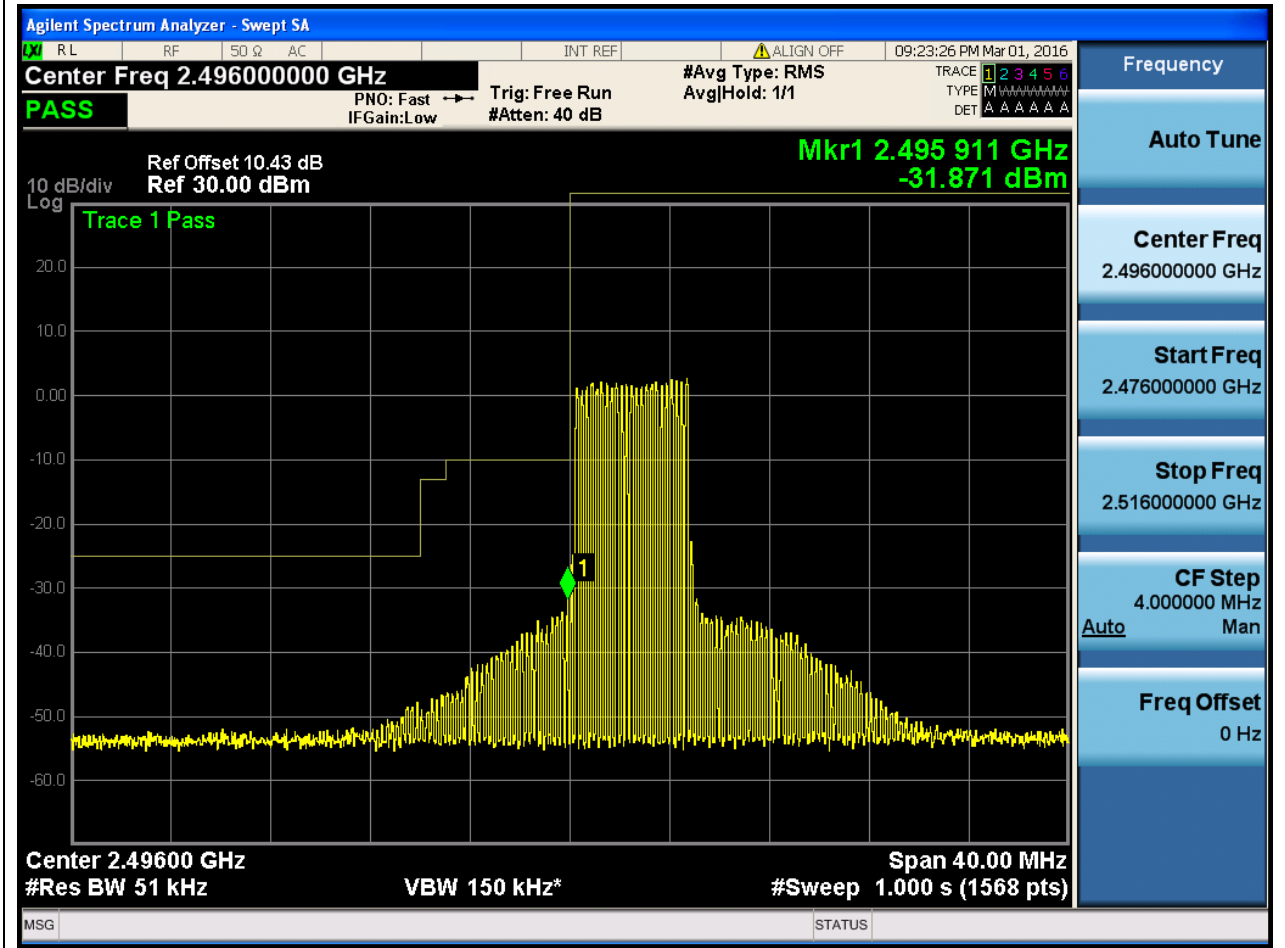 Agilent Spectrum Analyzer - Swept SA
LXI RL RF 50 Ω AC INT REF ALIGN OFF 09:23:26 PM Mar 01, 2016
Center Freq 2.496000000 GHz
PASS
PNO: Fast
IFGain:Low
Trig: Free Run
#Atten: 40 dB
#Avg Type: RMS
Avg|Hold: 1/1
TRACE 1 2 3 4 5 6
TYPE M WWWWW
DET A A A A A A
Mkr1 2.495 911 GHz
-31.871 dBm
Ref Offset 10.43 dB
10 dB/div Ref 30.00 dBm
Log
Trace 1 Pass
20.0
10.0
0.00
-10.0
-20.0
-30.0
-40.0
-50.0
-60.0
1
Center 2.49600 GHz Span 40.00 MHz
#Res BW 51 kHz VBW 150 kHz* #Sweep 1.000 s (1568 pts)
MSG STATUS
Frequency
Auto Tune
Center Freq
2.496000000 GHz
Start Freq
2.476000000 GHz
Stop Freq
2.516000000 GHz
CF Step
4.000000 MHz
Auto Man
Freq Offset
0 Hz